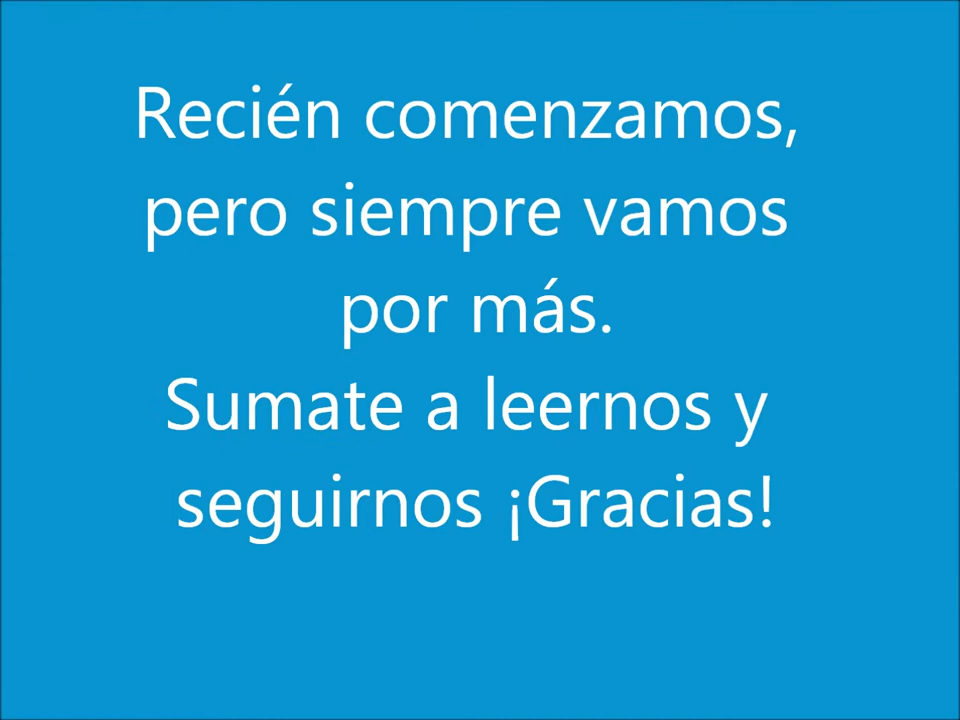 Recién comenzamos,
pero siempre vamos
por más.
Sumate a leernos y
seguirnos ¡Gracias!